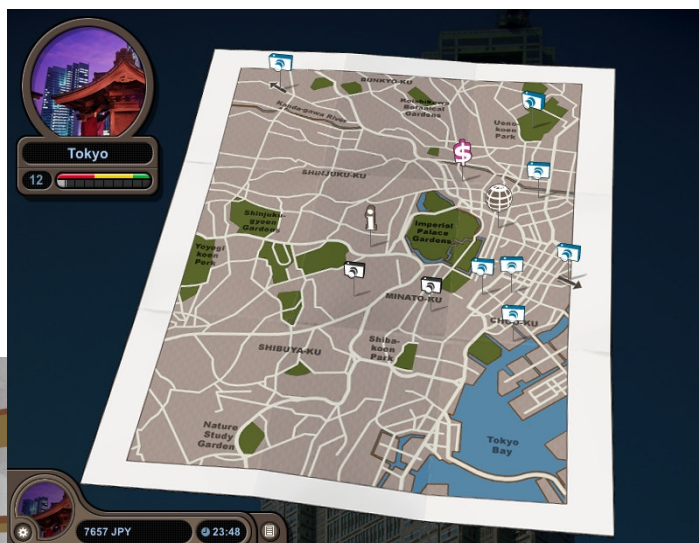 Tokyo
12
BUNKYO-KU
Koishikawa
Botanical
Gardens
Kanda-gawa River
Ueno-
koen
Park
$
SHINJUKU-KU
i
Shinjuku-
gyoen
Gardens
Imperial
Palace
Gardens
Yoyogi
koen
Park
MINATO-KU
CHUO-KU
SHIBUYA-KU
Shiba-
koen
Park
Nature
Study
Garden
Tokyo
Bay
7657 JPY
23:48